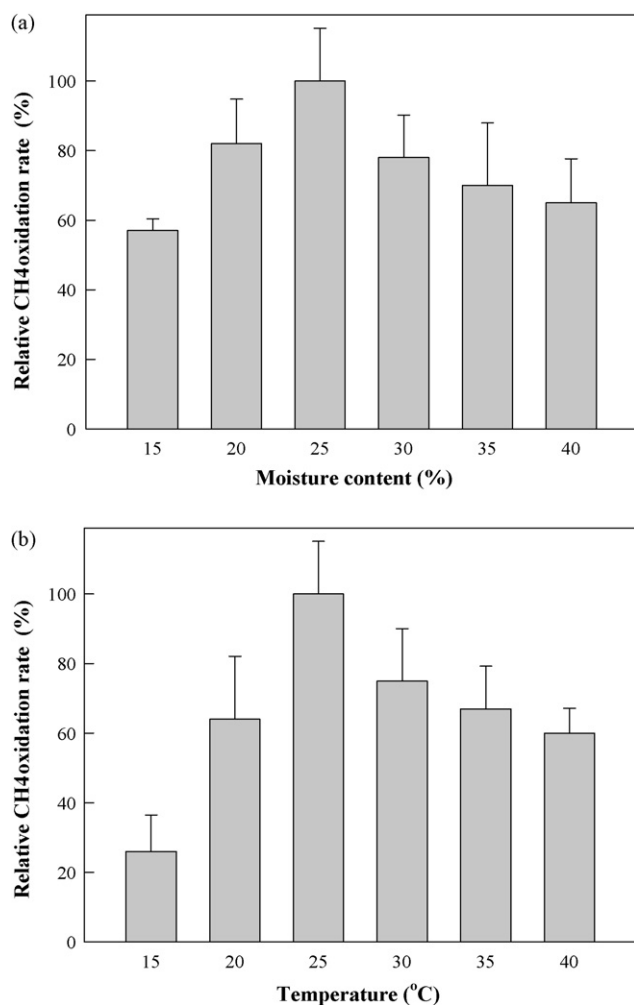 (a)
Relative CH4oxidation rate (%)
100
80
60
40
20
0
15 20 25 30 35 40
Moisture content (%)
(b)
Relative CH4oxidation rate (%)
100
80
60
40
20
0
15 20 25 30 35 40
Temperature (°C)